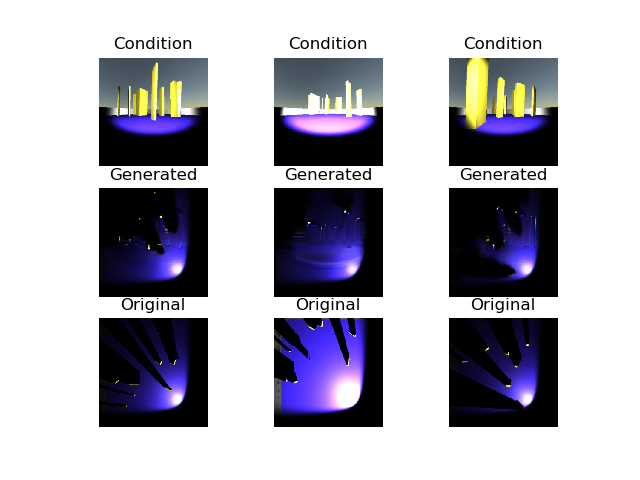 Condition Condition Condition
Generated Generated Generated
Original Original Original